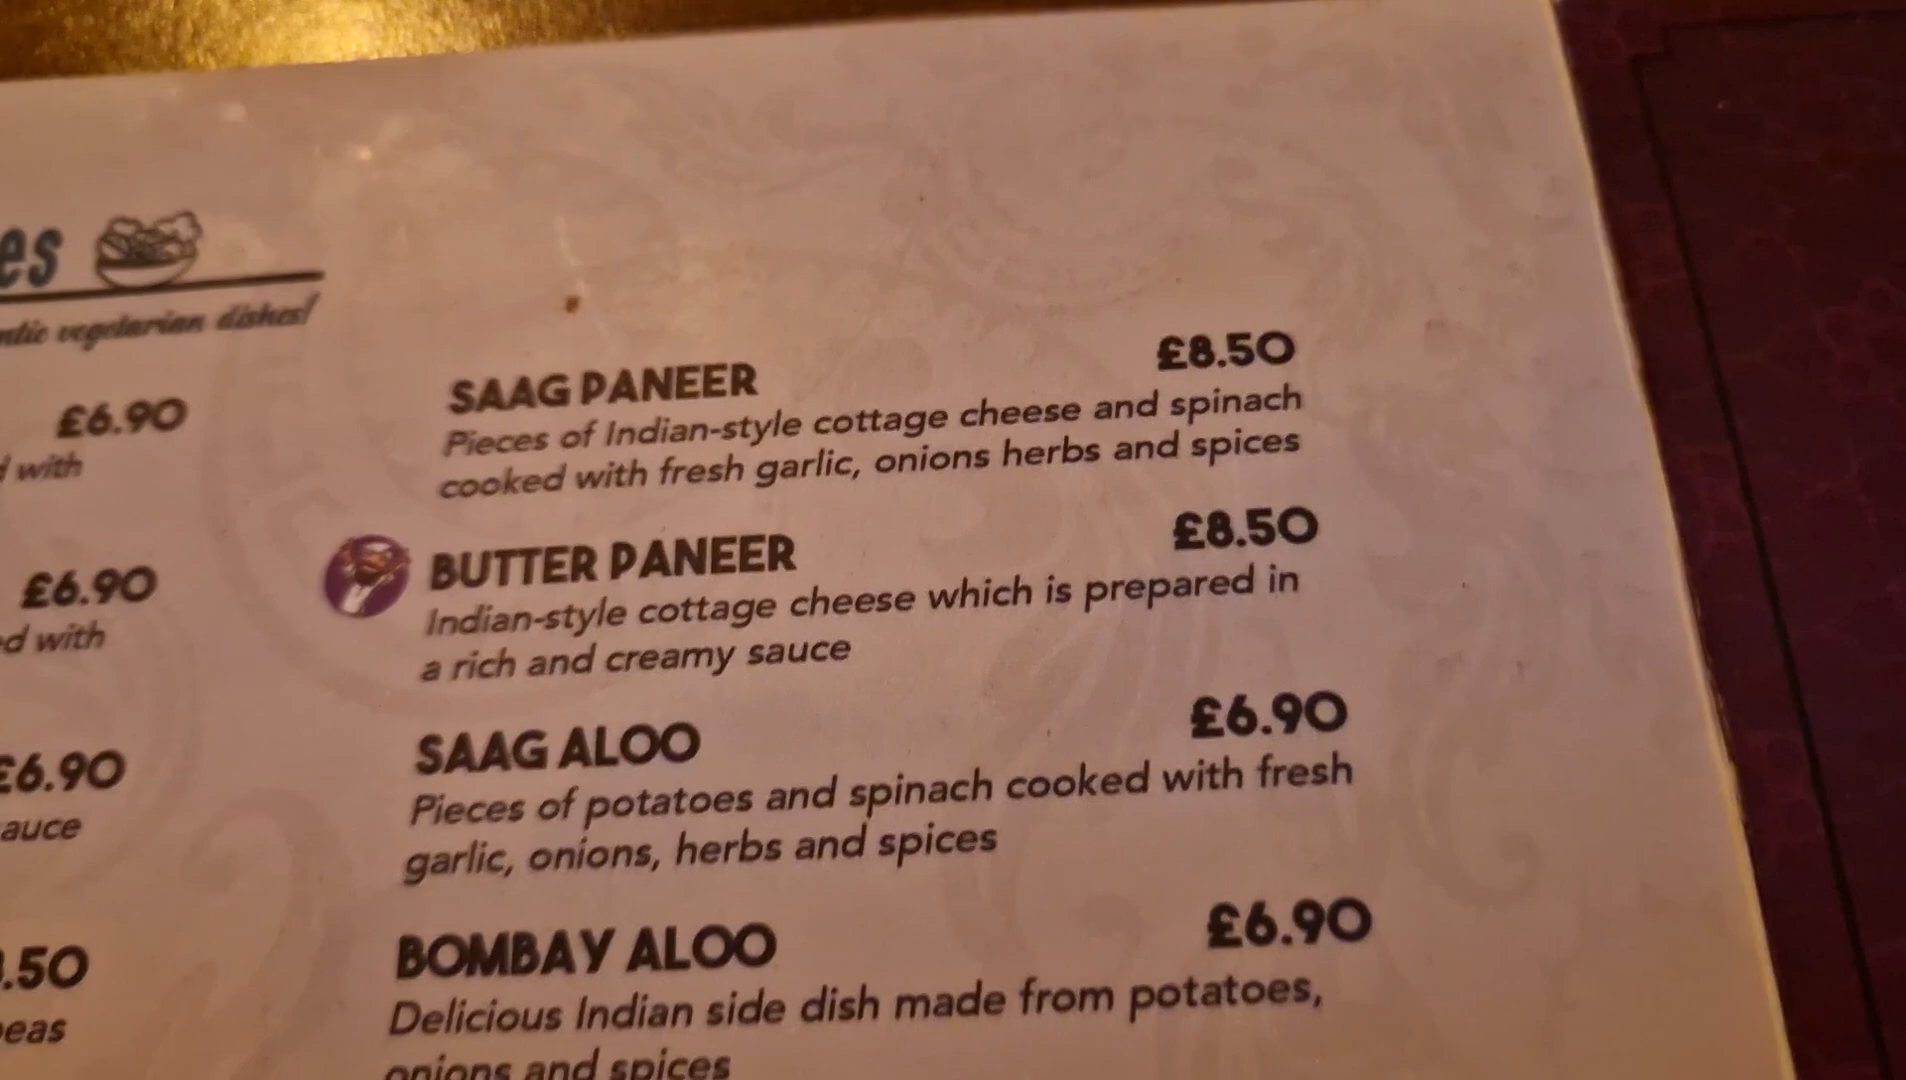 es
vegetarian dishes!
£6.90
with
£6.90
ed with
£6.90
auce
.50
peas
SAAG PANEER £8.50
Pieces of Indian-style cottage cheese and spinach
cooked with fresh garlic, onions herbs and spices
BUTTER PANEER £8.50
Indian-style cottage cheese which is prepared in
a rich and creamy sauce
SAAG ALOO £6.90
Pieces of potatoes and spinach cooked with fresh
garlic, onions, herbs and spices
BOMBAY ALOO £6.90
Delicious Indian side dish made from potatoes,
onions and spices